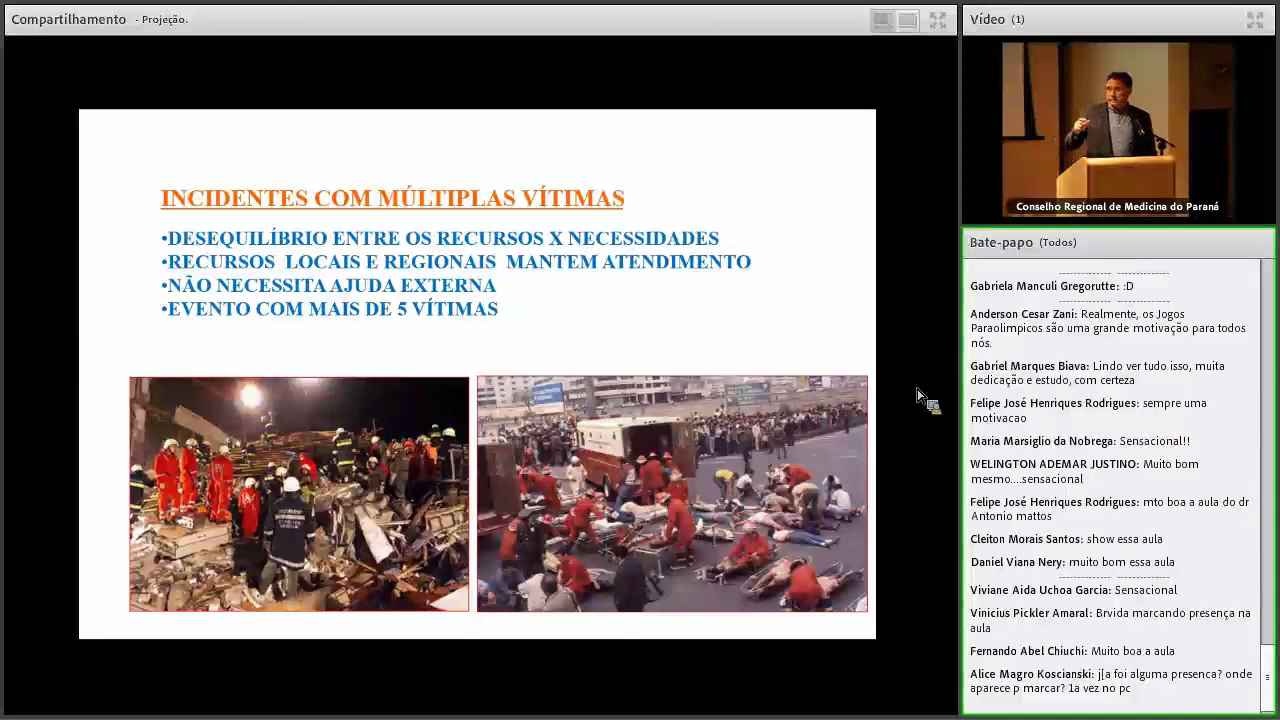 Compartilhamento - Projeção.
INCIDENTES COM MÚLTIPLAS VÍTIMAS
•DESEQUILÍBRIO ENTRE OS RECURSOS X NECESSIDADES
•RECURSOS LOCAIS E REGIONAIS MANTEM ATENDIMENTO
•NÃO NECESSITA AJUDA EXTERNA
•EVENTO COM MAIS DE 5 VÍTIMAS
Vídeo (1)
Conselho Regional de Medicina do Paraná
Bate-papo (Todos)
------------- -------------
Gabriela Manculi Gregorutte: :D
------------- -------------
Anderson Cesar Zani: Realmente, os Jogos
Paraolimpicos são uma grande motivação para todos
nós.
Gabriel Marques Biava: Lindo ver tudo isso, muita
dedicação e estudo, com certeza
Felipe José Henriques Rodrigues: sempre uma
motivacao
Maria Marsiglio da Nobrega: Sensacional!!
WELINGTON ADEMAR JUSTINO: Muito bom
mesmo....sensacional
Felipe José Henriques Rodrigues: mto boa a aula do dr
Antonio mattos
Cleiton Morais Santos: show essa aula
Daniel Viana Nery: muito bom essa aula
------------- -------------
Viviane Aída Uchoa Garcia: Sensacional
Vinicius Pickler Amaral: Brvida marcando presença na
aula
Fernando Abel Chiuchi: Muito boa a aula
Alice Magro Koscianski: j[a foi alguma presenca? onde
aparece p marcar? 1a vez no pc